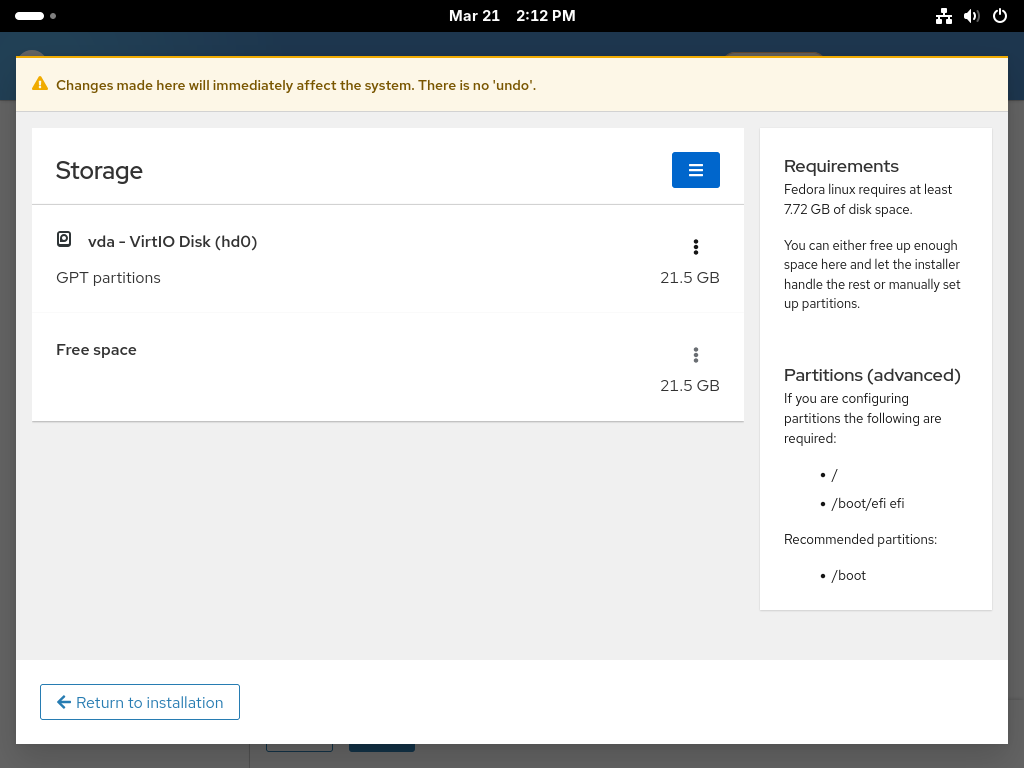 Mar 21 2:12 PM
Changes made here will immediately affect the system. There is no 'undo'.
Storage
vda - VirtIO Disk (hd0)
GPT partitions
21.5 GB
Free space
21.5 GB
Requirements
Fedora linux requires at least
7.72 GB of disk space.
You can either free up enough
space here and let the installer
handle the rest or manually set
up partitions.
Partitions (advanced)
If you are configuring
partitions the following are
required:
• /
• /boot/efi efi
Recommended partitions:
• /boot
Return to installation